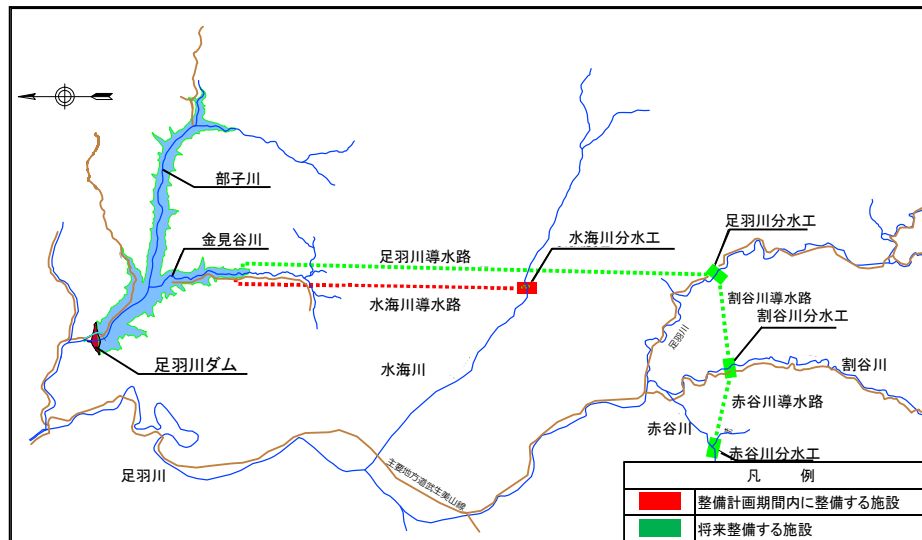 部子川
金見谷川
足羽川導水路
水海川分水工
足羽川分水工
水海川導水路
割谷川導水路
割谷川分水工
足羽川
足羽川ダム
水海川
割谷川
赤谷川導水路
赤谷川
赤谷川分水工
足羽川
主要地方道武生美山線
凡 例
整備計画期間内に整備する施設
将来整備する施設